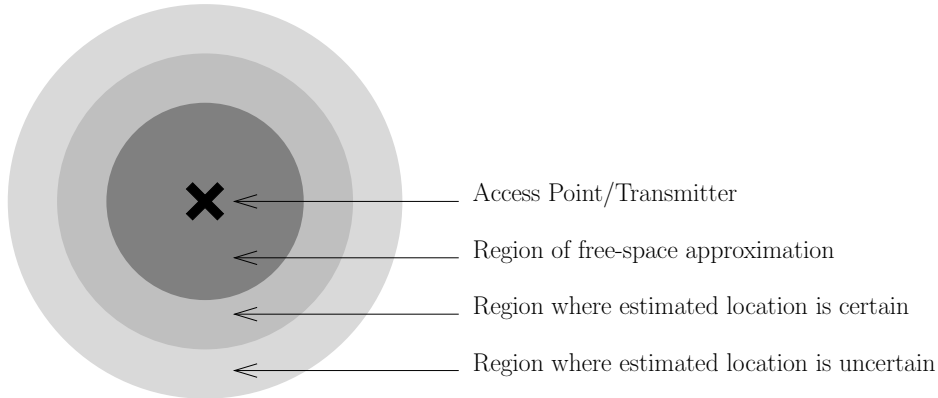 Access Point/Transmitter
Region of free-space approximation
Region where estimated location is certain
Region where estimated location is uncertain